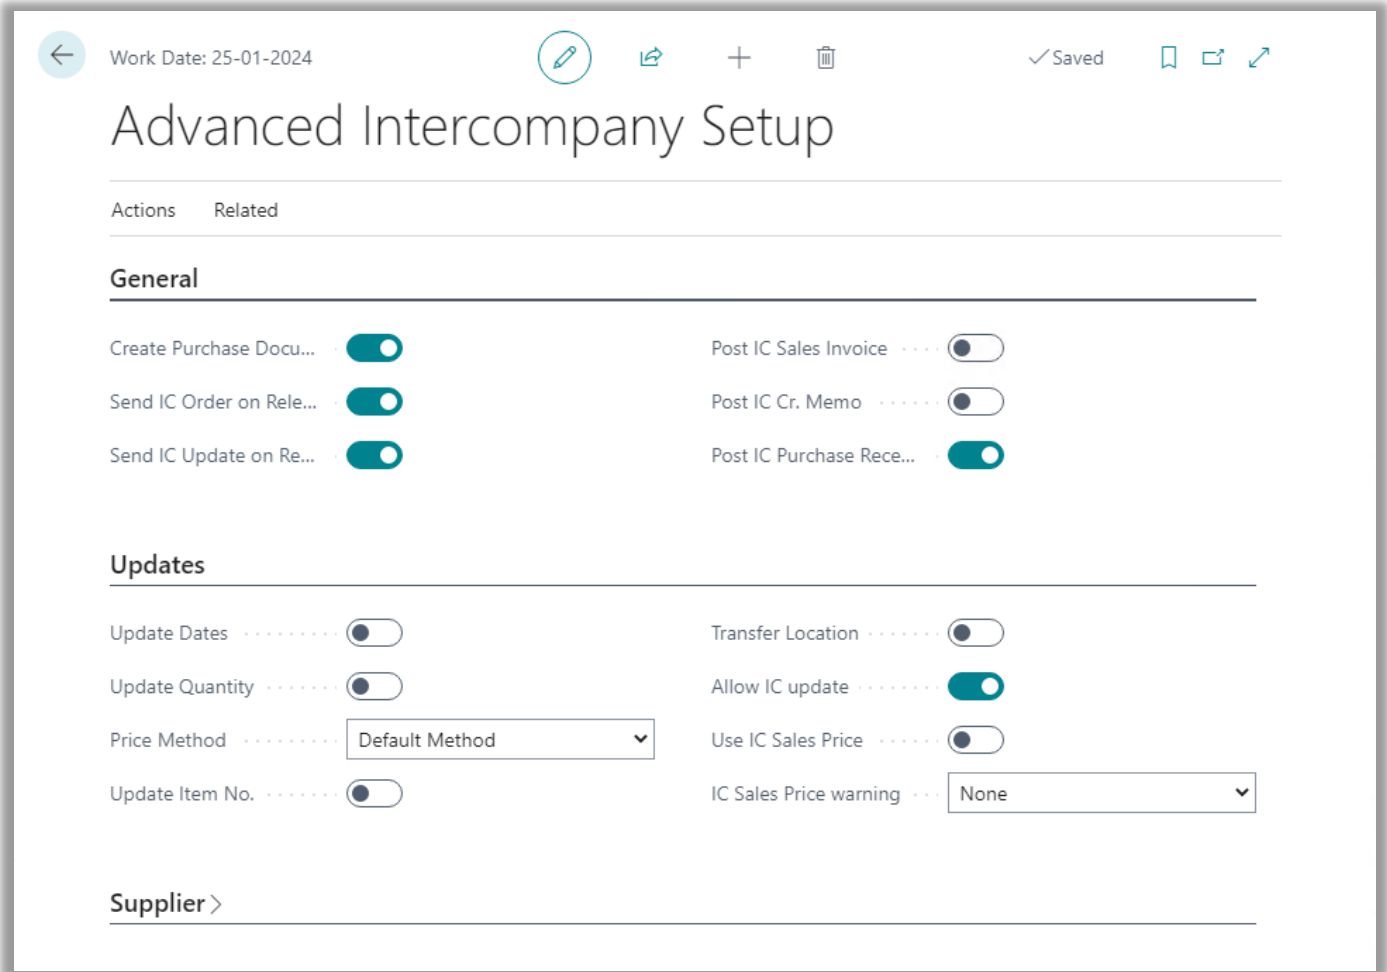 Work Date: 25-01-2024
Saved
Advanced Intercompany Setup
Actions Related
General
Create Purchase Docu...
Post IC Sales Invoice
Send IC Order on Rele...
Post IC Cr. Memo
Send IC Update on Re...
Post IC Purchase Rece...
Updates
Update Dates
Transfer Location
Update Quantity
Allow IC update
Price Method Default Method
Use IC Sales Price
Update Item No.
IC Sales Price warning None
Supplier